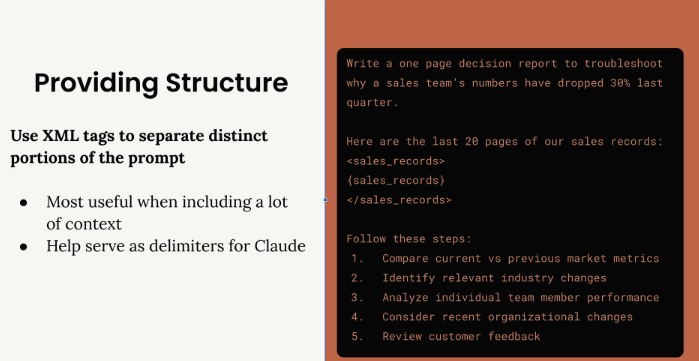 Providing Structure
Use XML tags to separate distinct
portions of the prompt
● Most useful when including a lot
of context
● Help serve as delimiters for Claude
Write a one page decision report to troubleshoot
why a sales team's numbers have dropped 30% last
quarter.
Here are the last 20 pages of our sales records:
<sales_records>
{sales_records}
</sales_records>
Follow these steps:
1. Compare current vs previous market metrics
2. Identify relevant industry changes
3. Analyze individual team member performance
4. Consider recent organizational changes
5. Review customer feedback